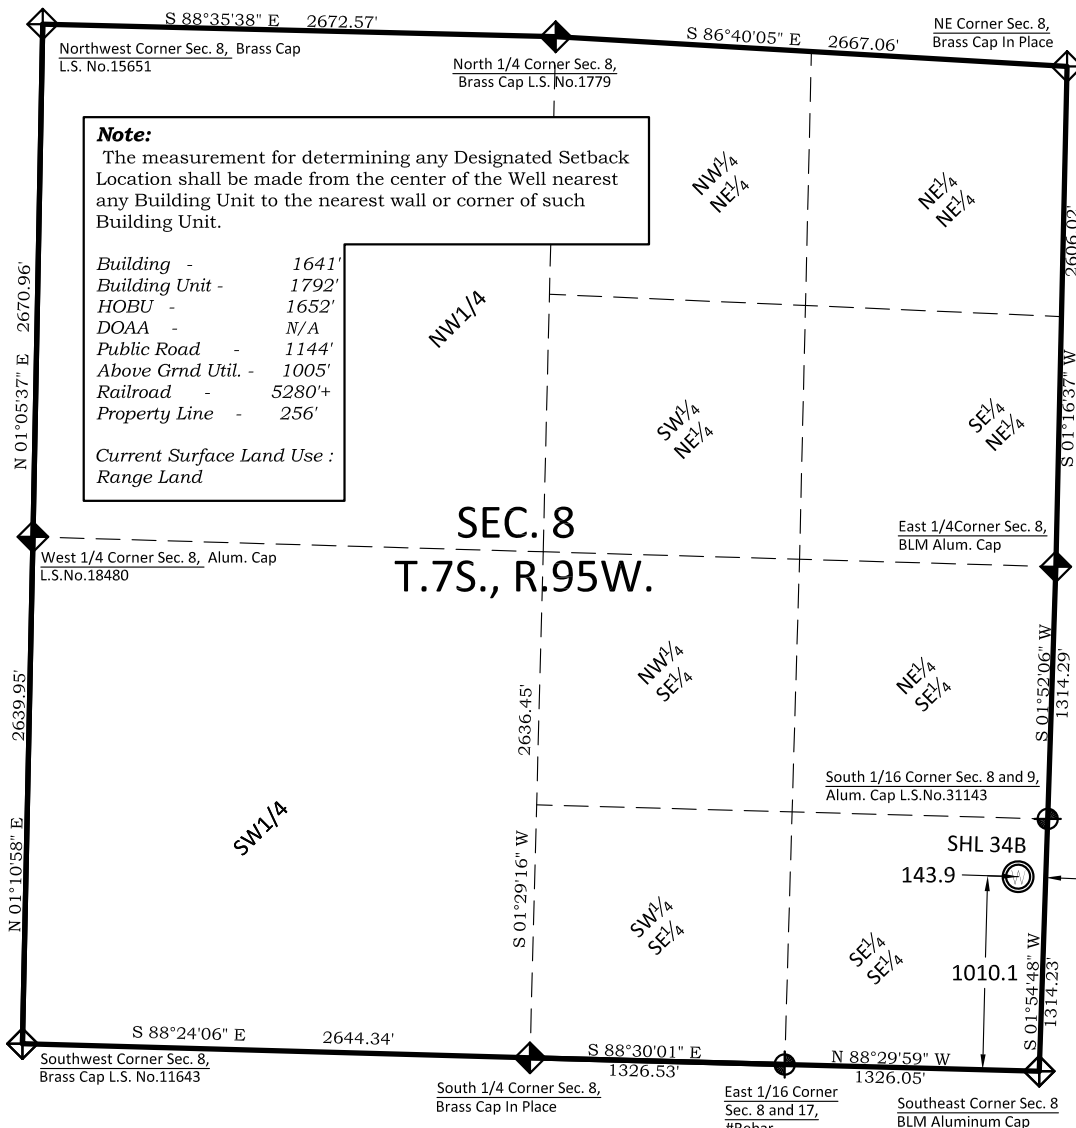 S 88°35'38" E 2672.57'
S 86°40'05" E 2667.06'
NE Corner Sec. 8,
Brass Cap In Place
Northwest Corner Sec. 8, Brass Cap
L.S. No.15651
North 1/4 Corner Sec. 8,
Brass Cap L.S. No.1779
Note:
The measurement for determining any Designated Setback
Location shall be made from the center of the Well nearest
any Building Unit to the nearest wall or corner of such
Building Unit.
Building - 1641'
Building Unit - 1792'
HOBU - 1652'
DOAA - N/A
Public Road - 1144'
Above Grnd Util. - 1005'
Railroad - 5280'+
Property Line - 256'
Current Surface Land Use :
Range Land
NW1/4
NE1/4
NE1/4
NE1/4
2606.02'
N 01°05'37" E 2670.96'
NW1/4
SW1/4
NE1/4
SE1/4
NE1/4
S 01°16'37" W
SEC. 8
T.7S., R.95W.
East 1/4Corner Sec. 8,
BLM Alum. Cap
West 1/4 Corner Sec. 8, Alum. Cap
L.S.No.18480
NW1/4
SE1/4
NE1/4
SE1/4
S 01°52'06" W
1314.29'
2639.95'
2636.45'
South 1/16 Corner Sec. 8 and 9,
Alum. Cap L.S.No.31143
SW1/4
N 01°10'58" E
S 01°29'16" W
SHL 34B
143.9
W
SW1/4
SE1/4
SE1/4
SE1/4
1010.1
S 01°54'48" W
1314.23'
S 88°24'06" E 2644.34'
S 88°30'01" E
1326.53'
N 88°29'59" W
1326.05'
Southwest Corner Sec. 8,
Brass Cap L.S. No.11643
South 1/4 Corner Sec. 8,
Brass Cap In Place
East 1/16 Corner
Sec. 8 and 17,
Southeast Corner Sec. 8
BLM Aluminum Cap